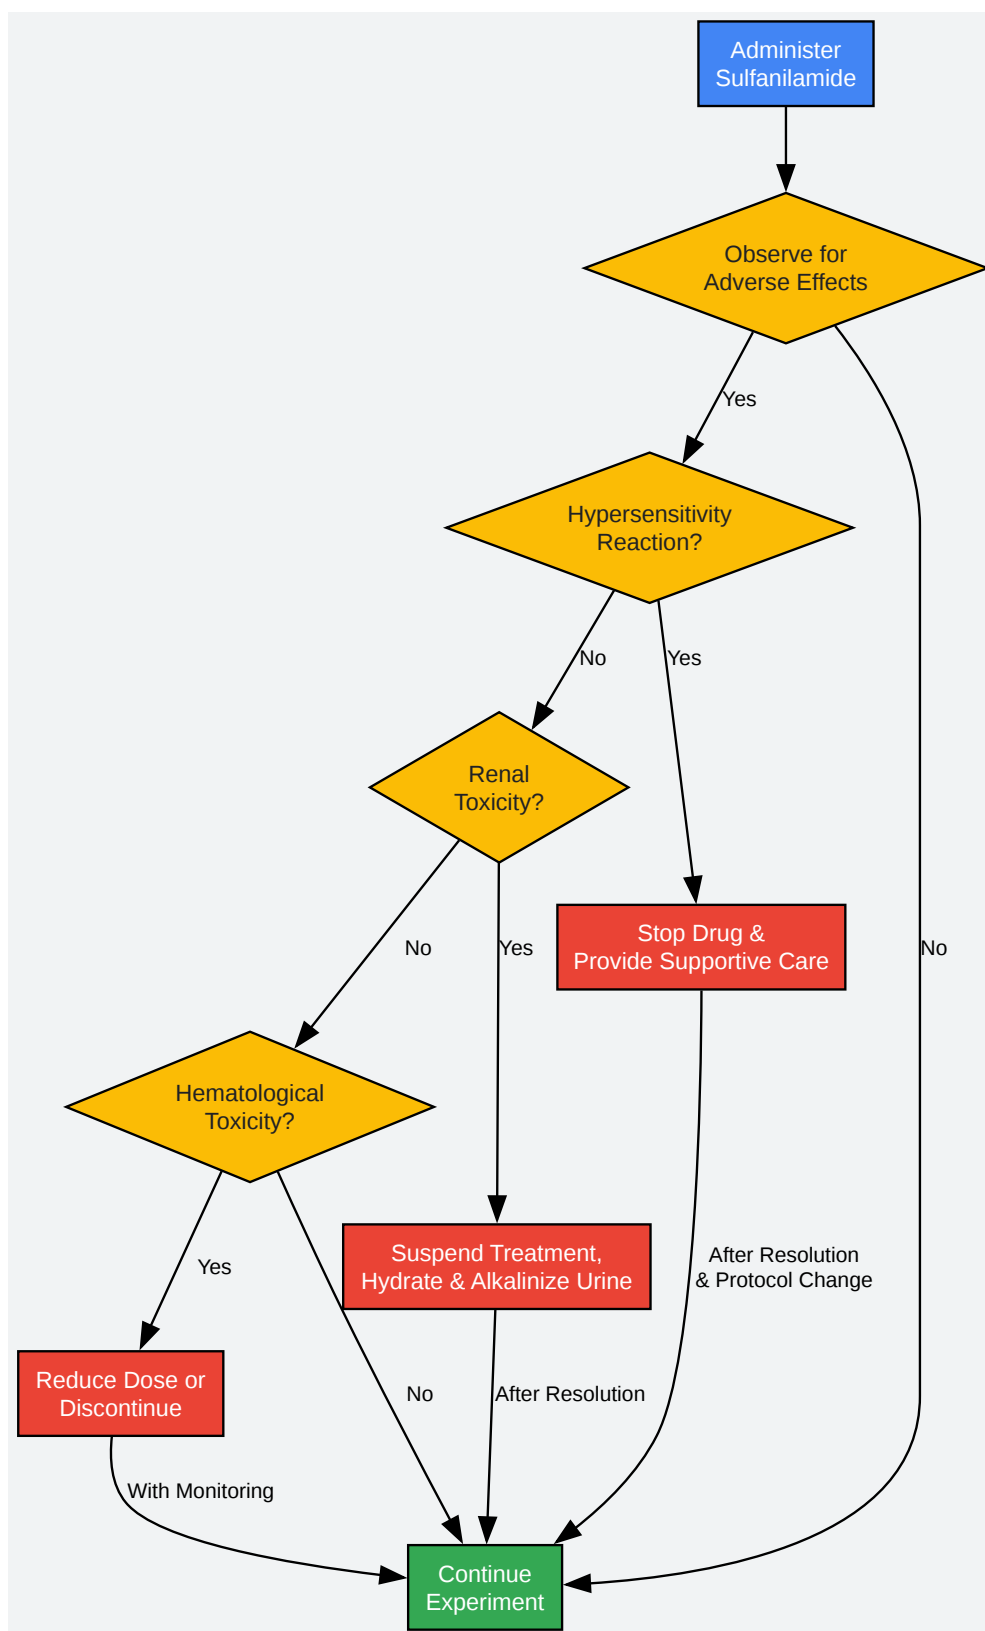 Administer
Sulfanilamide
Observe for
Adverse Effects
Yes
Hypersensitivity
Reaction?
No
Yes
Renal
Toxicity?
Stop Drug &
Provide Supportive Care
No
Yes
No
Hematological
Toxicity?
Suspend Treatment,
Hydrate & Alkalinize Urine
After Resolution
& Protocol Change
Yes
Reduce Dose or
Discontinue
No
After Resolution
With Monitoring
Continue
Experiment